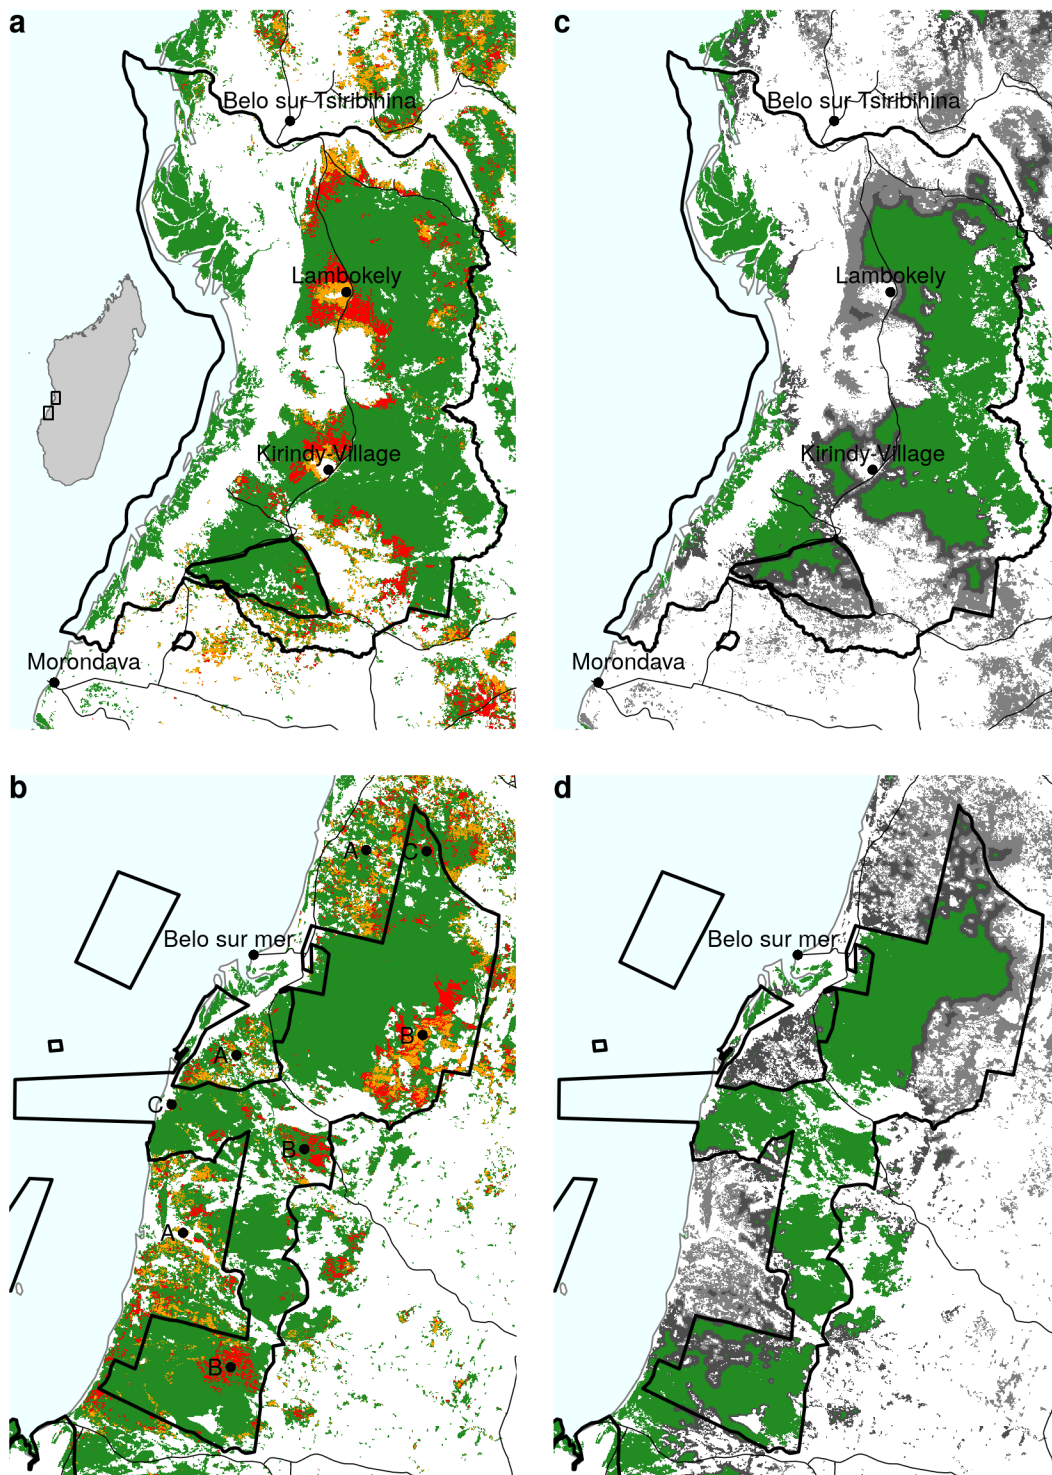 a
Belo sur Tsiribihina
Lambokely
Kirindy-Village
Morondava
c
Belo sur Tsiribihina
Lambokely
Kirindy-Village
Morondava
b
A
C
Belo sur mer
B
A
C
B
A
B
d
Belo sur mer